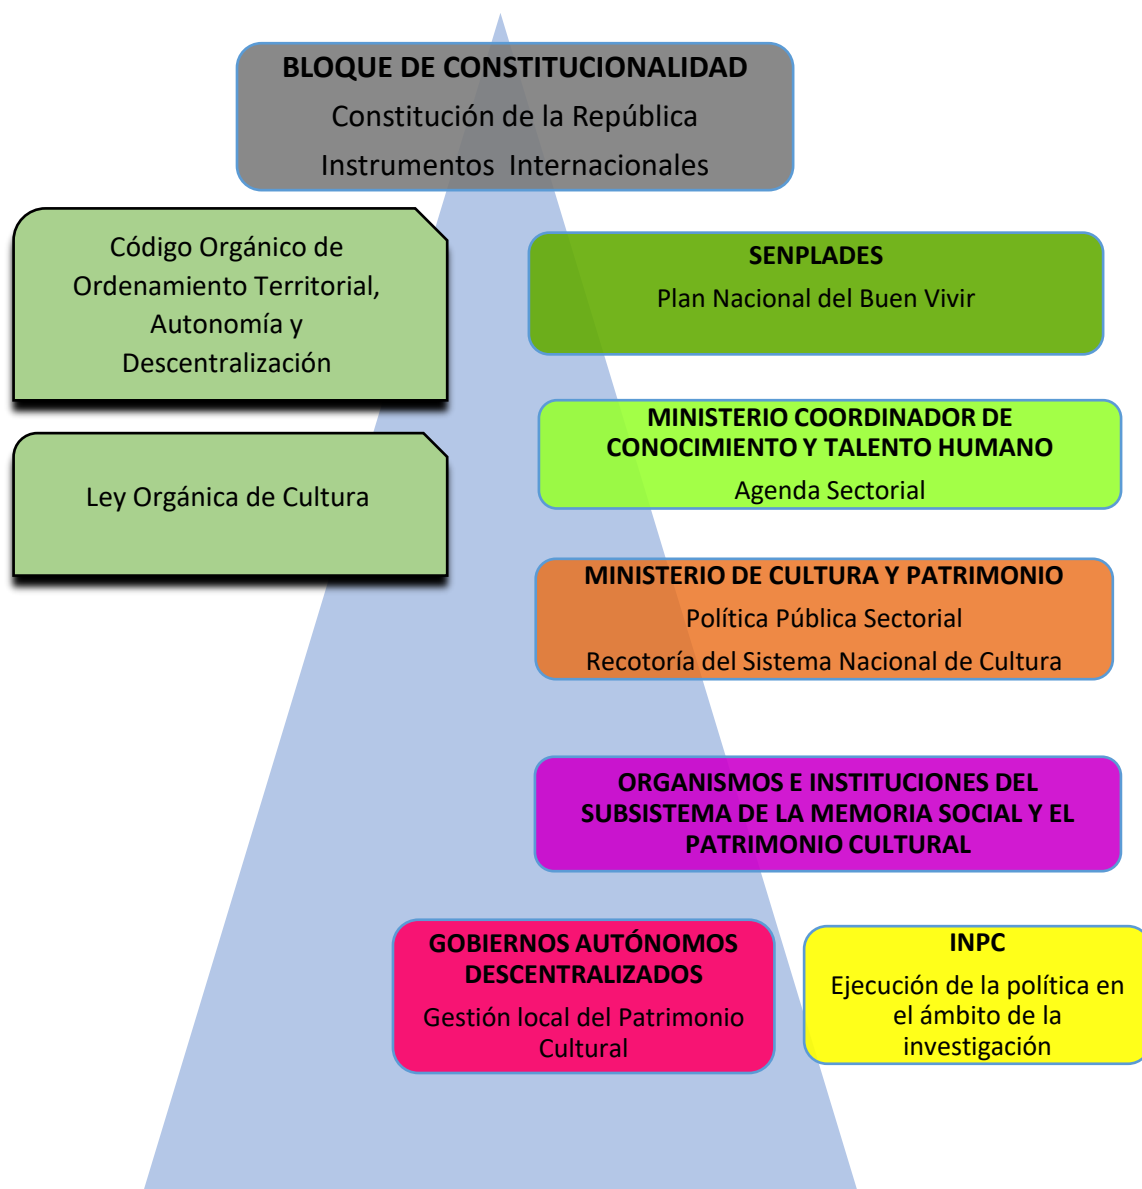 BLOQUE DE CONSTITUCIONALIDAD
Constitución de la República
Instrumentos Internacionales
Código Orgánico de
Ordenamiento Territorial,
Autonomía y
Descentralización
Ley Orgánica de Cultura
SENPLADES
Plan Nacional del Buen Vivir
MINISTERIO COORDINADOR DE
CONOCIMIENTO Y TALENTO HUMANO
Agenda Sectorial
MINISTERIO DE CULTURA Y PATRIMONIO
Política Pública Sectorial
Recotoría del Sistema Nacional de Cultura
ORGANISMOS E INSTITUCIONES DEL
SUBSISTEMA DE LA MEMORIA SOCIAL Y EL
PATRIMONIO CULTURAL
GOBIERNOS AUTÓNOMOS
DESCENTRALIZADOS
Gestión local del Patrimonio
Cultural
INPC
Ejecución de la política en
el ámbito de la
investigación